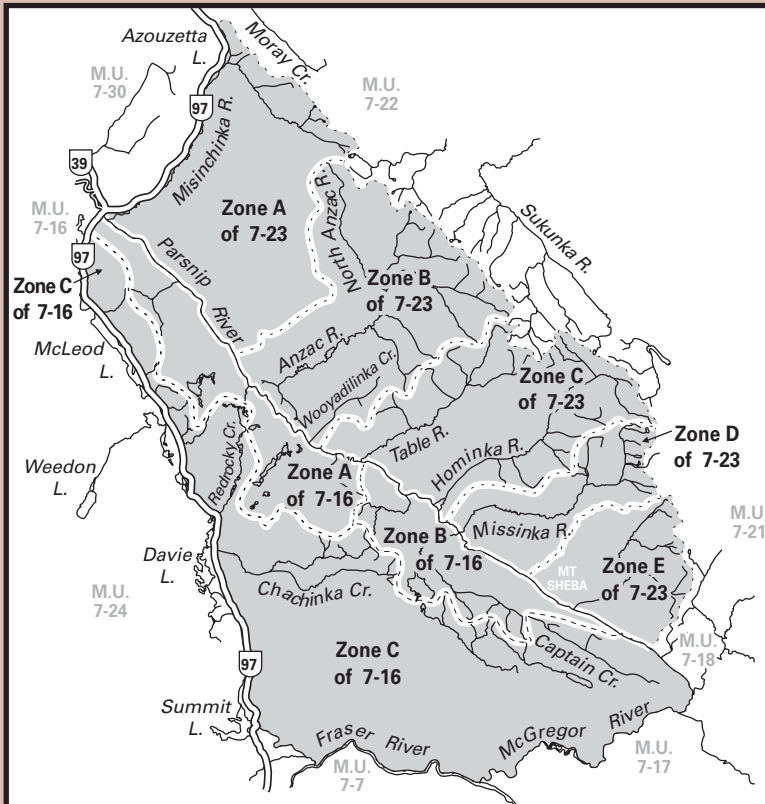 Azouzetta
L.
Moray Cr.
M.U.
7-30
M.U.
7-22
97
39
Misinchinka R.
M.U.
7-16
Zone A
of 7-23
North Anzac R.
Sukunka R.
97
Parsnip
River
Zone C
of 7-16
Zone B
of 7-23
McLeod
L.
Anzac R.
Wooyadilinka Cr.
Zone C
of 7-23
Table R.
Zone D
of 7-23
Weedon
L.
Redrocky Cr.
Zone A
of 7-16
Hominka R.
Missinka R.
M.U.
7-21
Zone B
of 7-16
Davie
L.
MT
SHEBA
Zone E
of 7-23
M.U.
7-24
Chachinka Cr.
Zone C
of 7-16
Captain Cr.
M.U.
7-18
97
Summit
L.
Fraser River
McGregor River
M.U.
7-7
M.U.
7-17